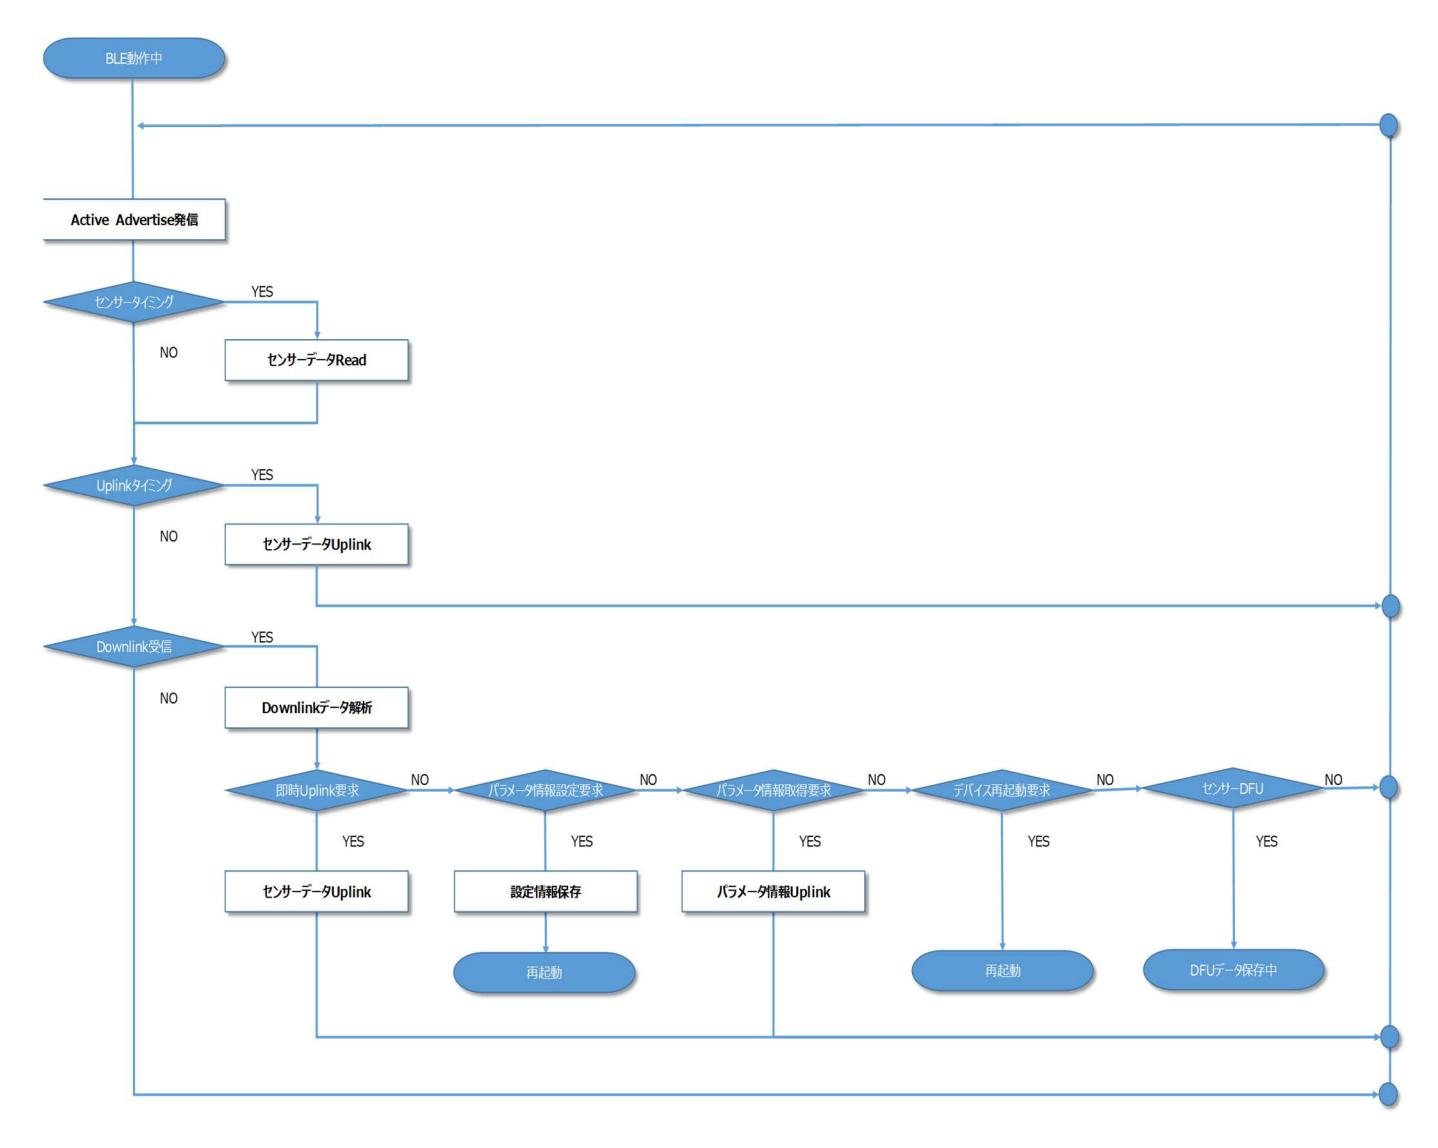 BLE動作中
Active Advertise発信
センサータイミング
YES
NO
センサーデータRead
Uplinkタイミング
YES
NO
センサーデータUplink
Downlink受信
YES
NO
Downlinkデータ解析
即時Uplink要求
NO
パラメータ情報設定要求
NO
パラメータ情報取得要求
NO
デバイス再起動要求
NO
センサーDFU
NO
YES
YES
YES
YES
YES
センサーデータUplink
設定情報保存
パラメータ情報Uplink
再起動
再起動
DFUデータ保存中